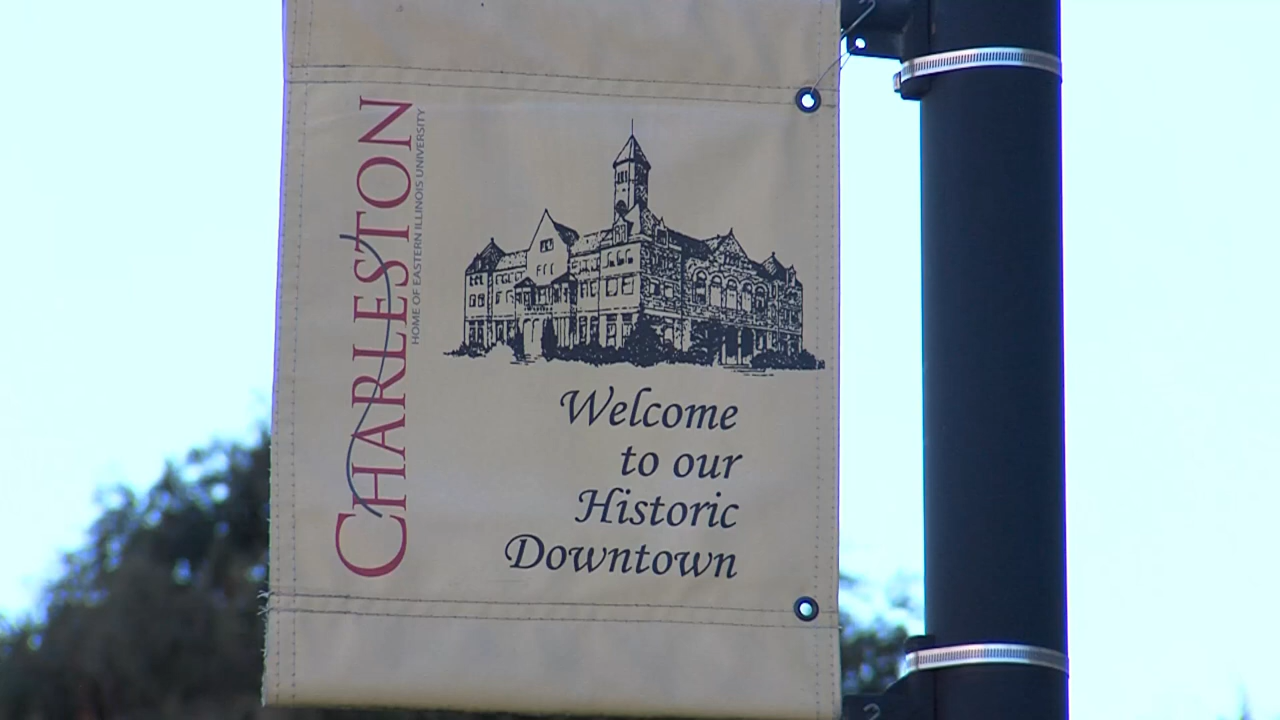 CHARLESTON
HOME OF EASTERN ILLINOIS UNIVERSITY
Welcome
to our
Historic
Downtown